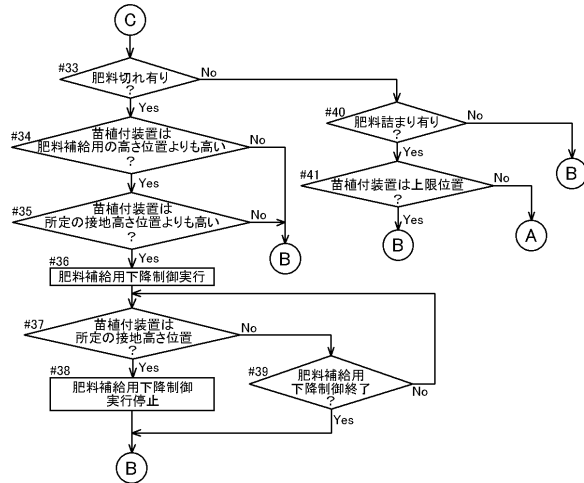 C
#33
肥料切れ有り
?
No
Yes
#34
苗植付装置は
肥料補給用の高さ位置よりも高い
?
No
Yes
#35
苗植付装置は
所定の接地高さ位置よりも高い
?
No
Yes
B
#36
肥料補給用下降制御実行
#37
苗植付装置は
所定の接地高さ位置
?
No
Yes
#38
肥料補給用下降制御
実行停止
#39
肥料補給用
下降制御終了
?
No
Yes
B
#40
肥料詰まり有り
?
No
Yes
B
#41
苗植付装置は上限位置
?
No
Yes
B
A